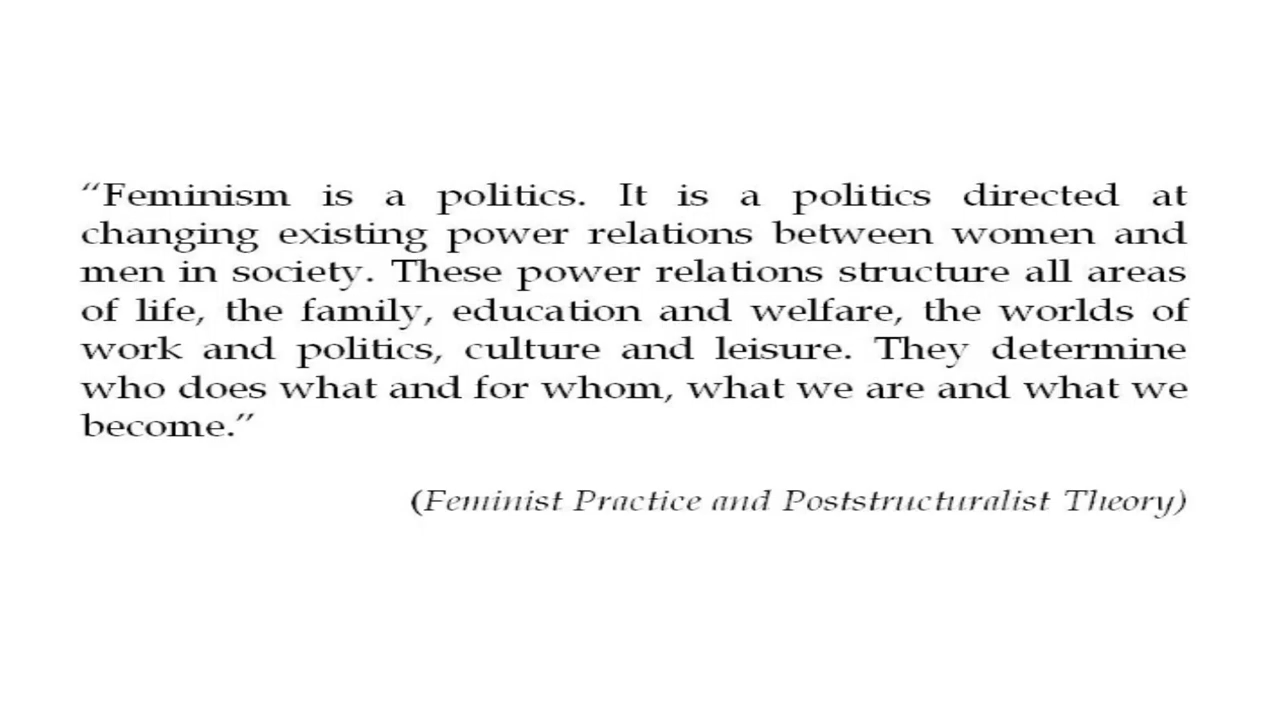 “Feminism is a politics. It is a politics directed at
changing existing power relations between women and
men in society. These power relations structure all areas
of life, the family, education and welfare, the worlds of
work and politics, culture and leisure. They determine
who does what and for whom, what we are and what we
become.”
(Feminist Practice and Poststructuralist Theory)